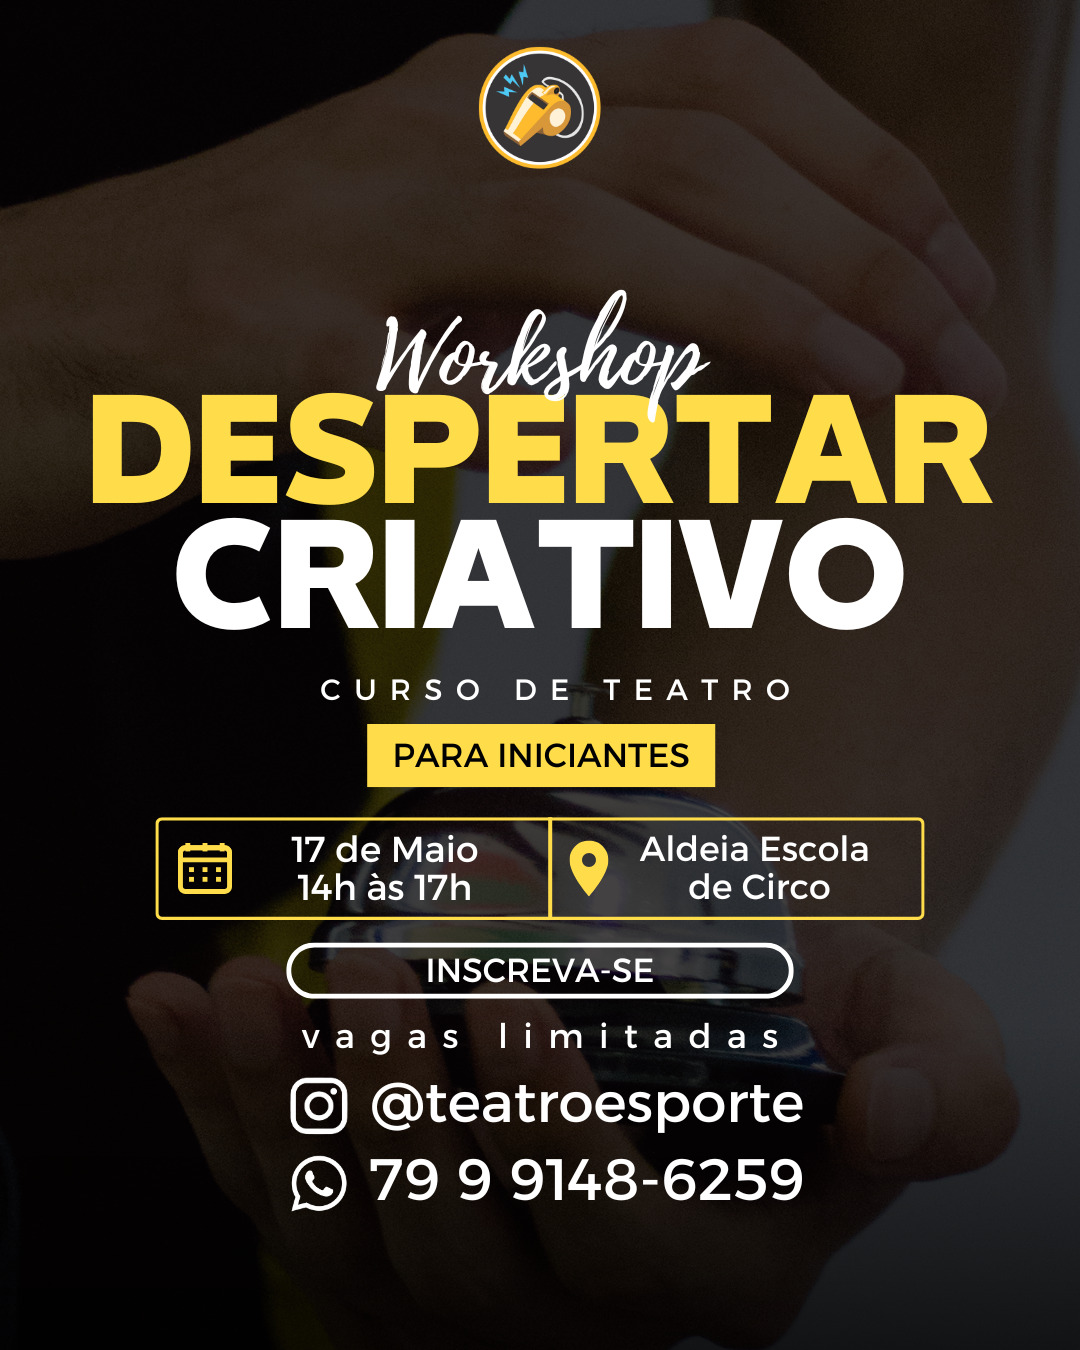 Workshop
DESPERTAR
CRIATIVO
CURSO DE TEATRO
PARA INICIANTES
17 de Maio
14h às 17h
Aldeia Escola
de Circo
INSCREVA-SE
vagas limitadas
@teatroesporte
79 9 9148-6259